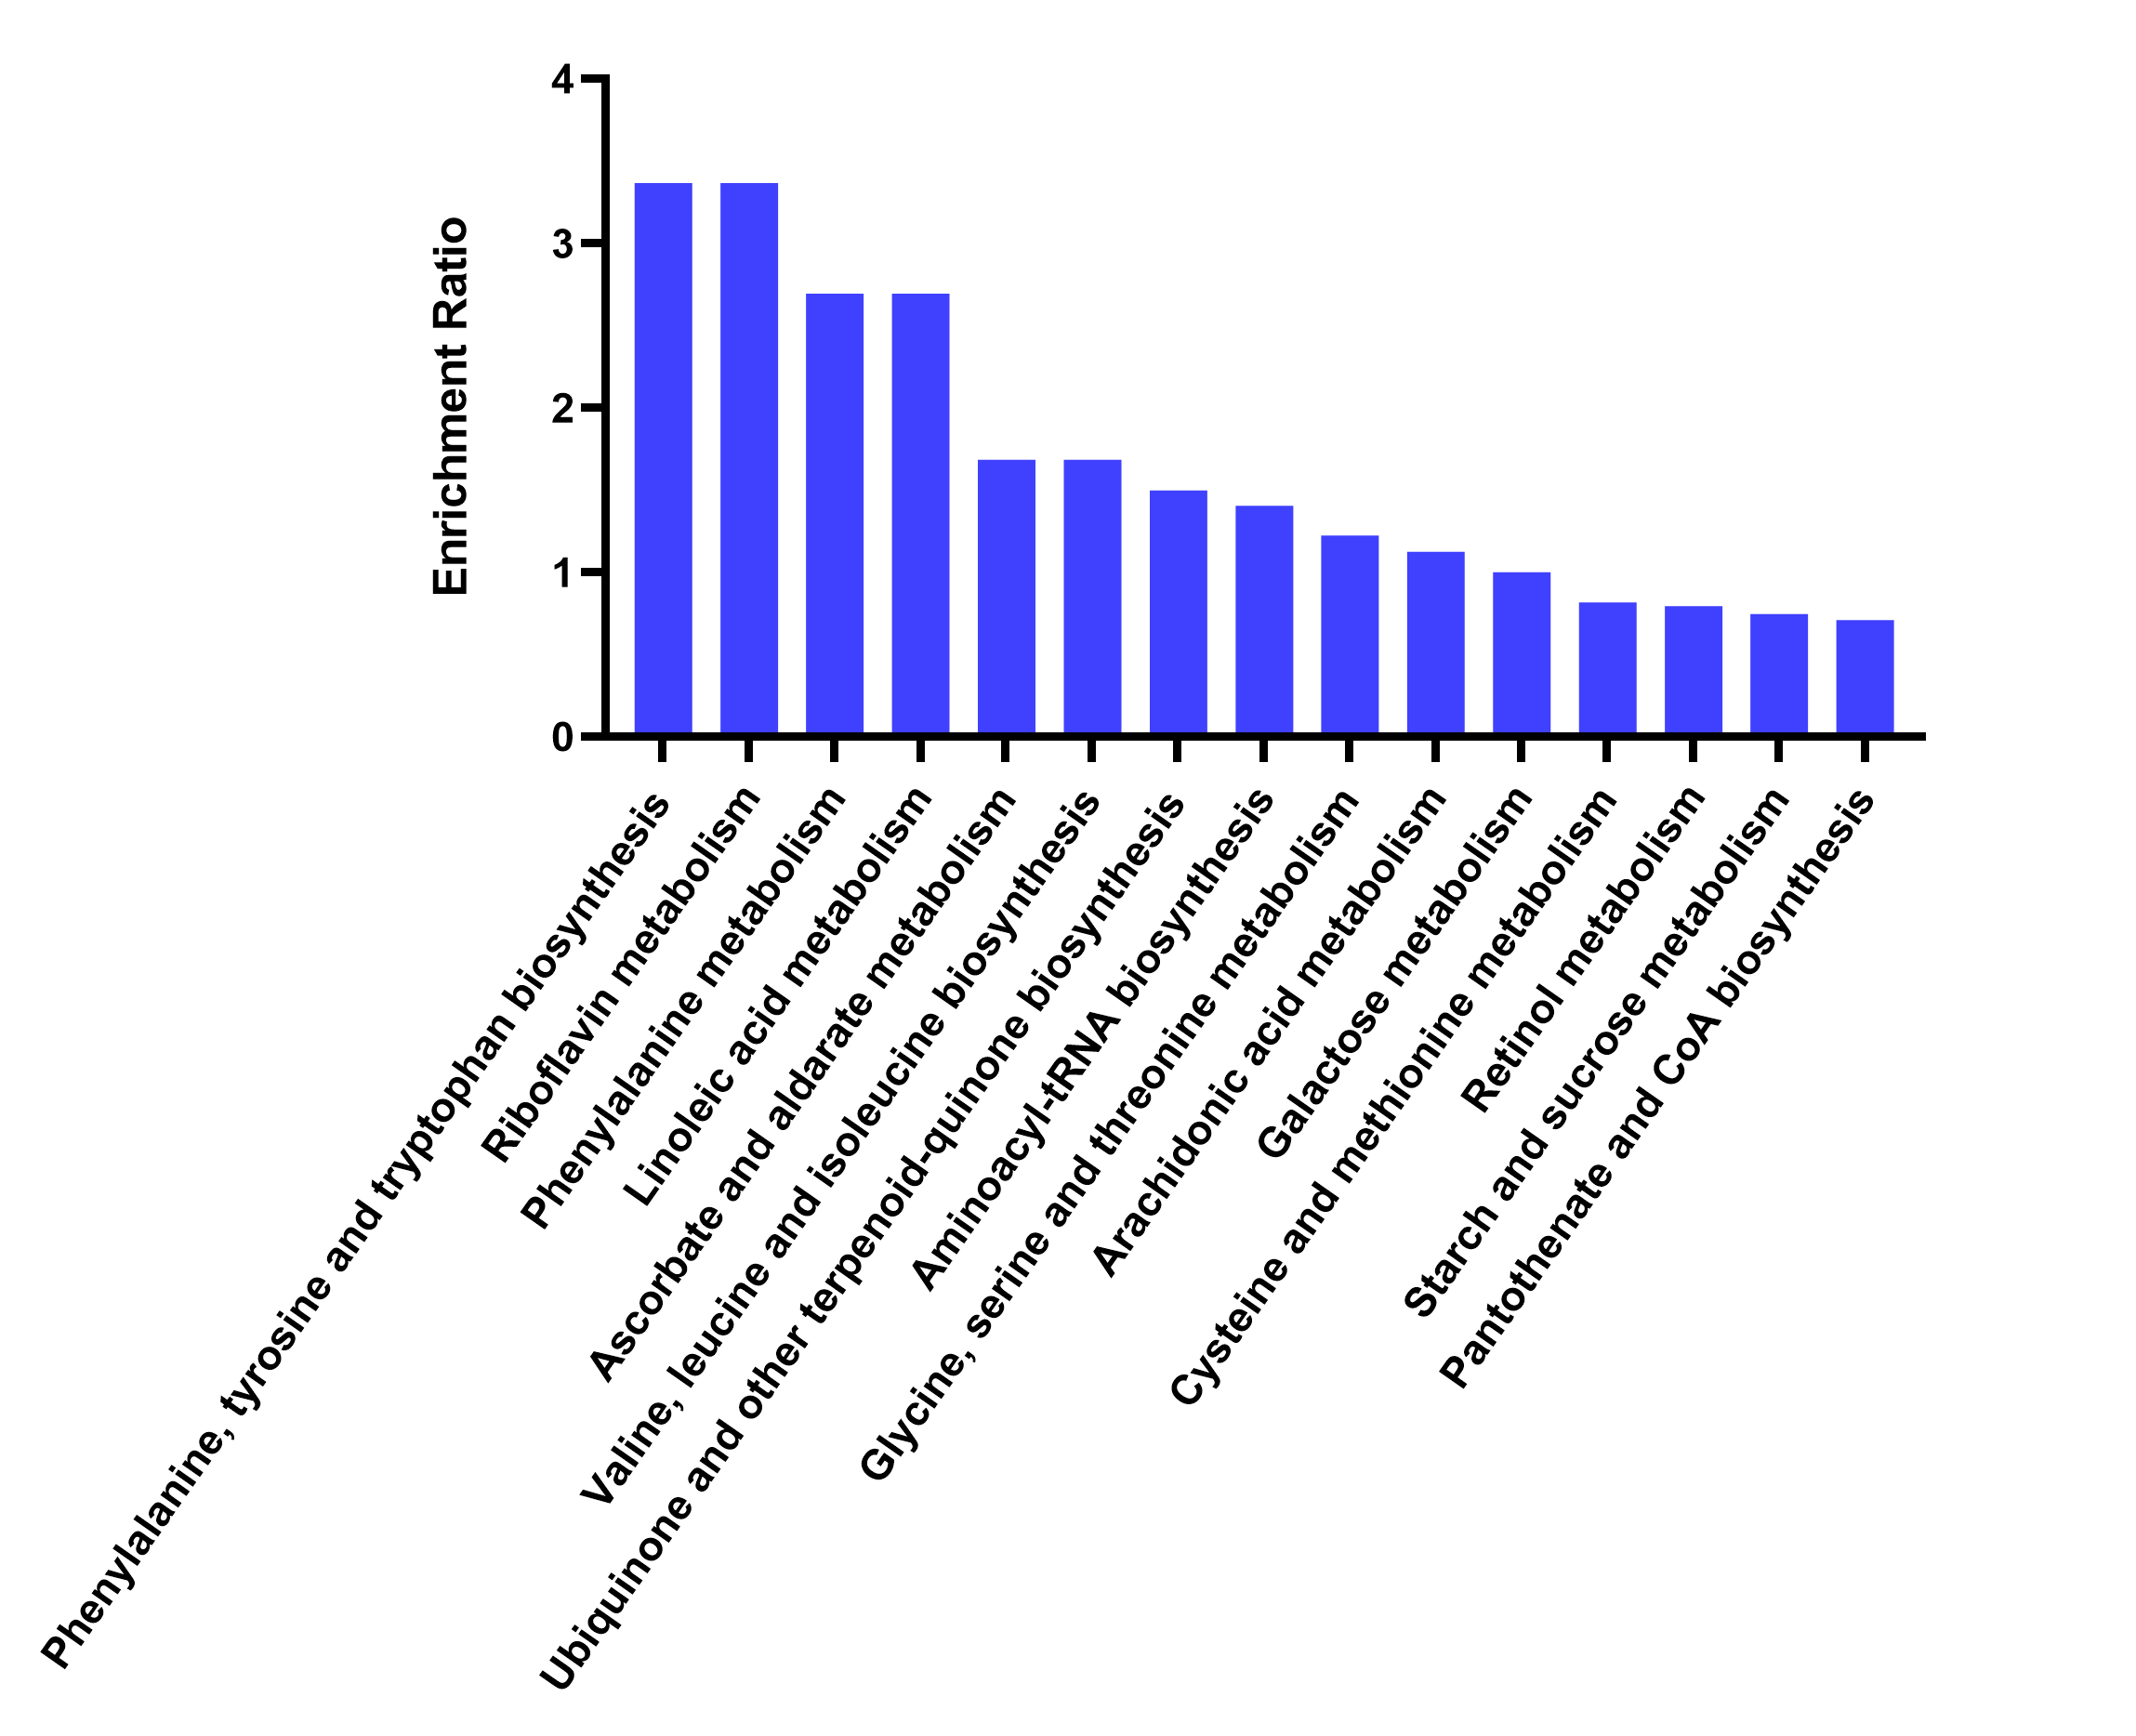 Enrichment Ratio
4
3
2
1
0
Phenylalanine, tyrosine and tryptophan biosynthesis
Riboflavin metabolism
Phenylalanine metabolism
Linoleic acid metabolism
Ascorbate and aldarate metabolism
Valine, leucine and isoleucine biosynthesis
Ubiquinone and other terpenoid-quinone biosynthesis
Aminoacyl-tRNA biosynthesis
Glycine, serine and threonine metabolism
Arachidonic acid metabolism
Galactose metabolism
Cysteine and methionine metabolism
Retinol metabolism
Starch and sucrose metabolism
Pantothenate and CoA biosynthesis